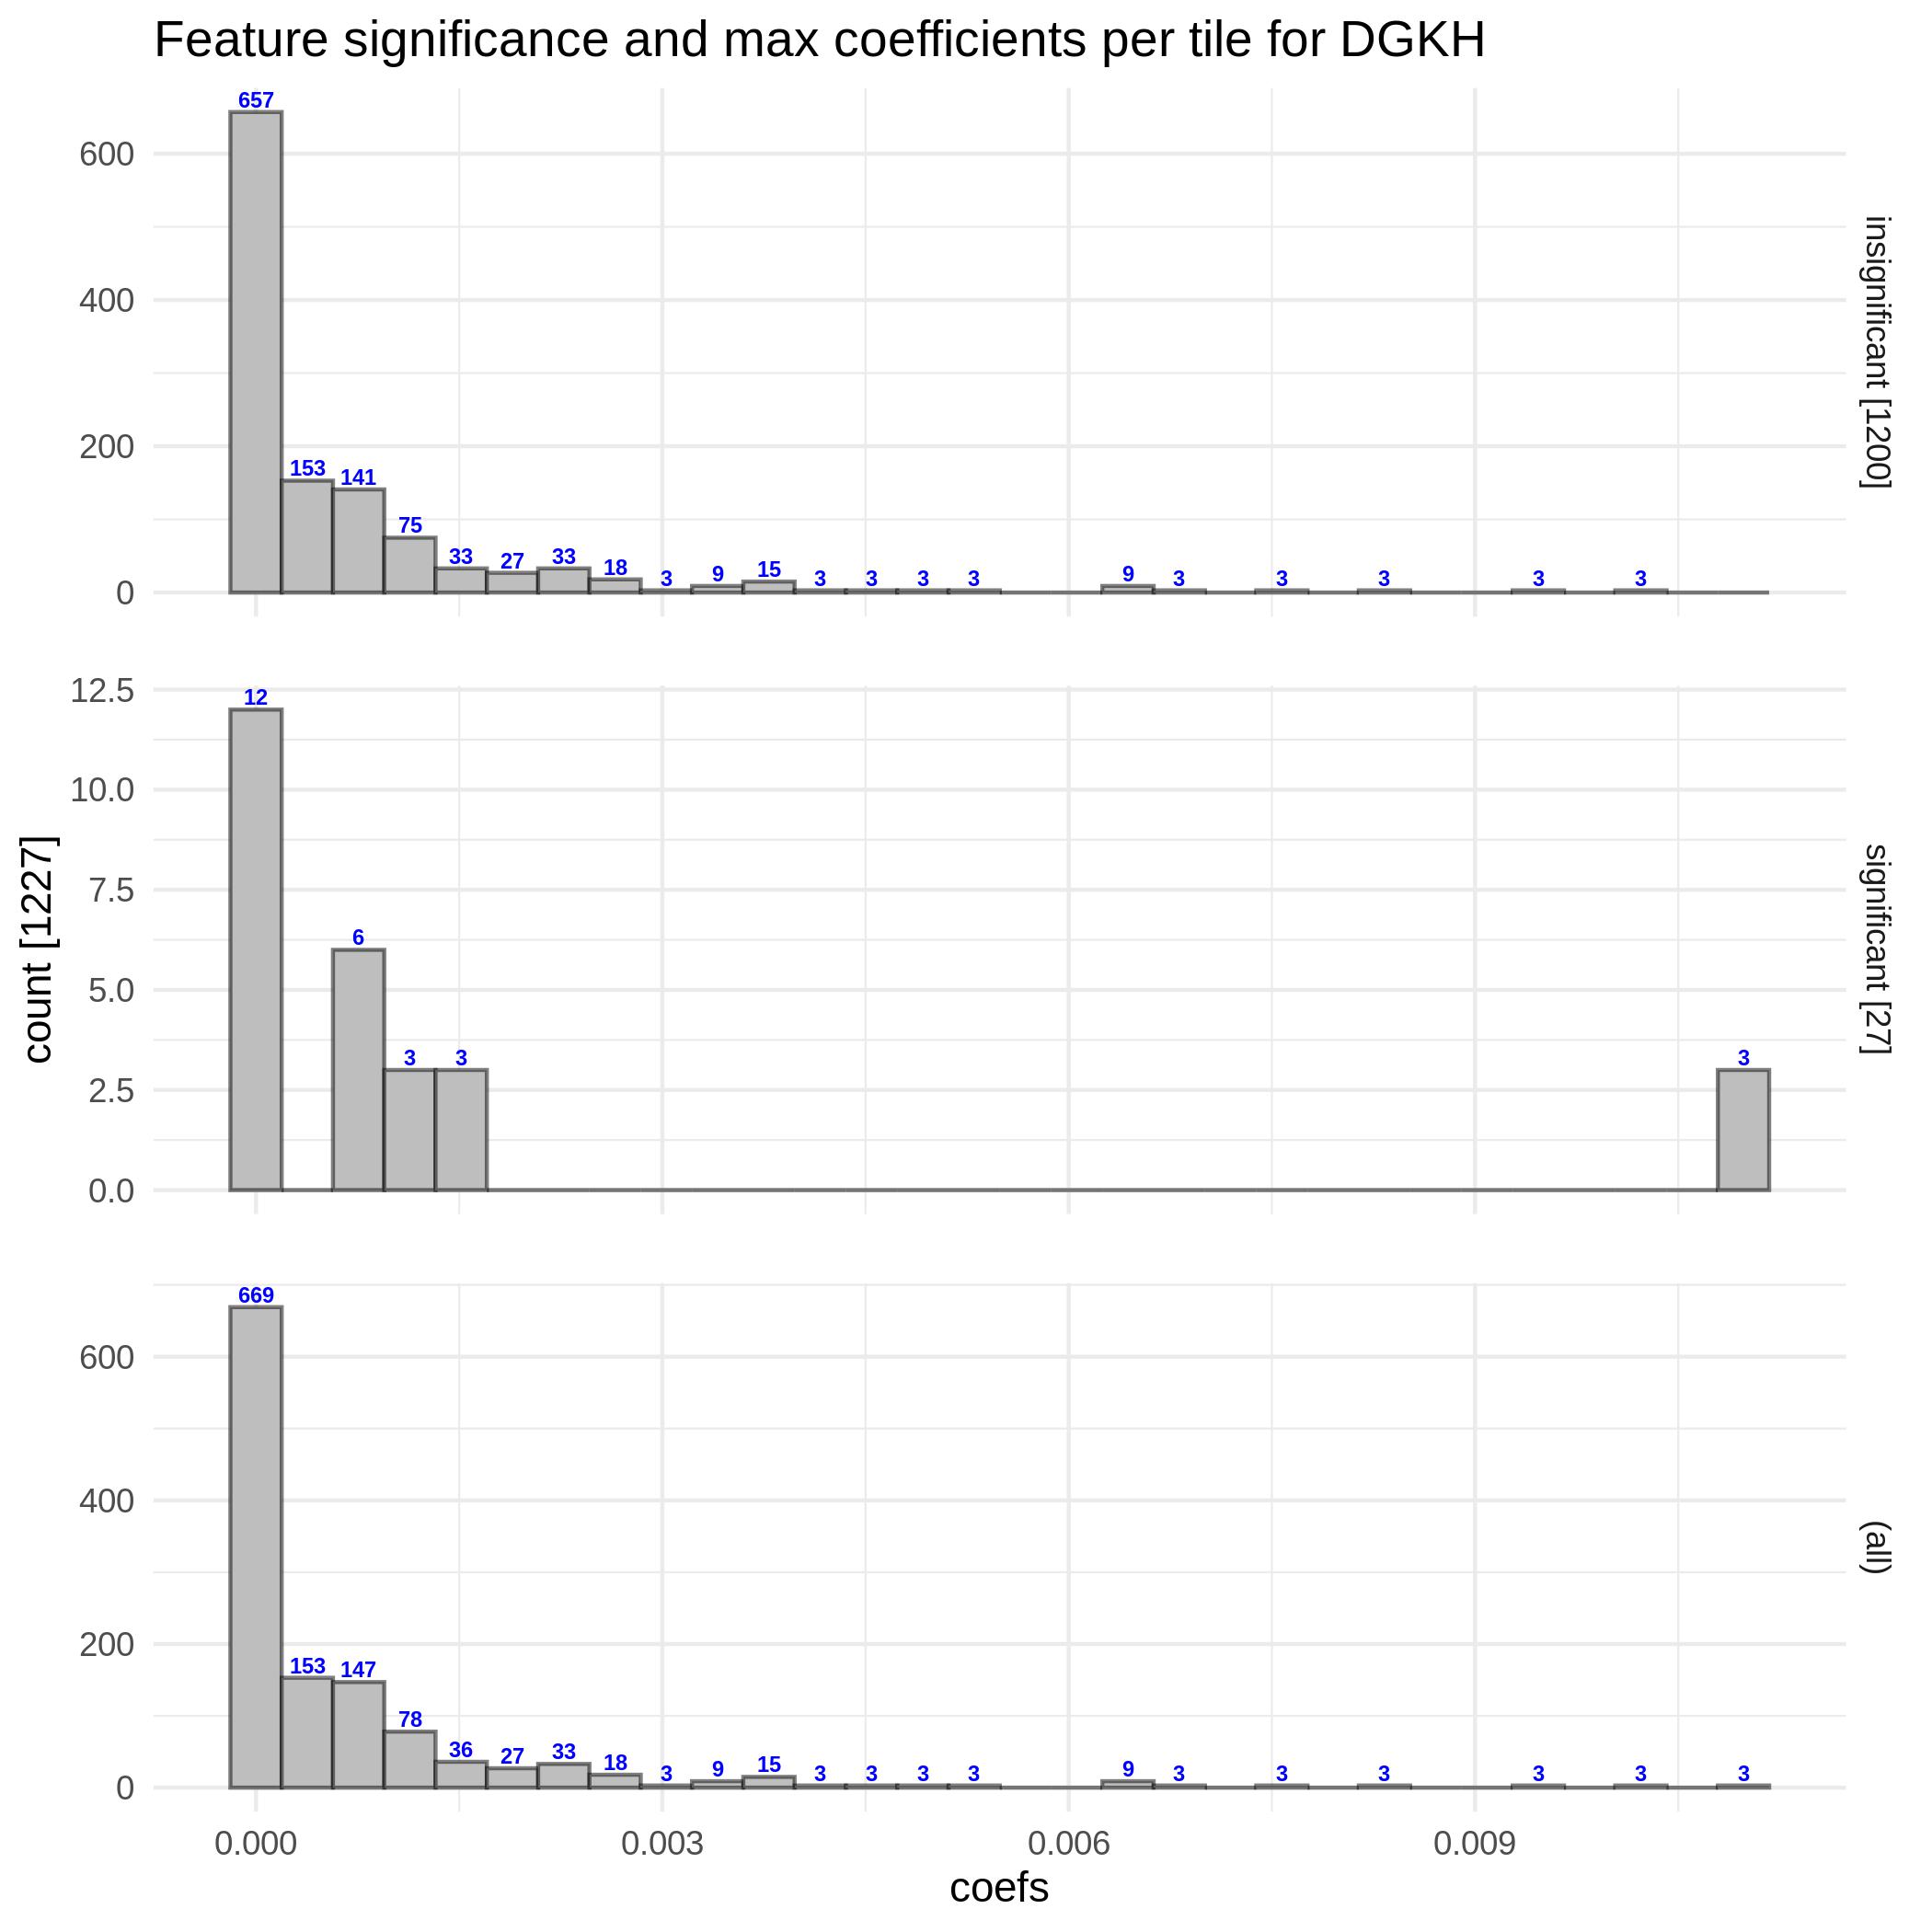 Feature significance and max coefficients per tile for DGKH
657
600
400
200
0
153 141 75 33 27 33 18 3 9 15 3 3 3 3 9 3 3 3 3 3
insignificant [1200]
count [1227]
12.5
10.0
7.5
5.0
2.5
0.0
12 6 3 3 3
significant [27]
669
600
400
200
0
153 147 78 36 27 33 18 3 9 15 3 3 3 3 9 3 3 3 3 3 3
(all)
0.000 0.003 0.006 0.009
coefs